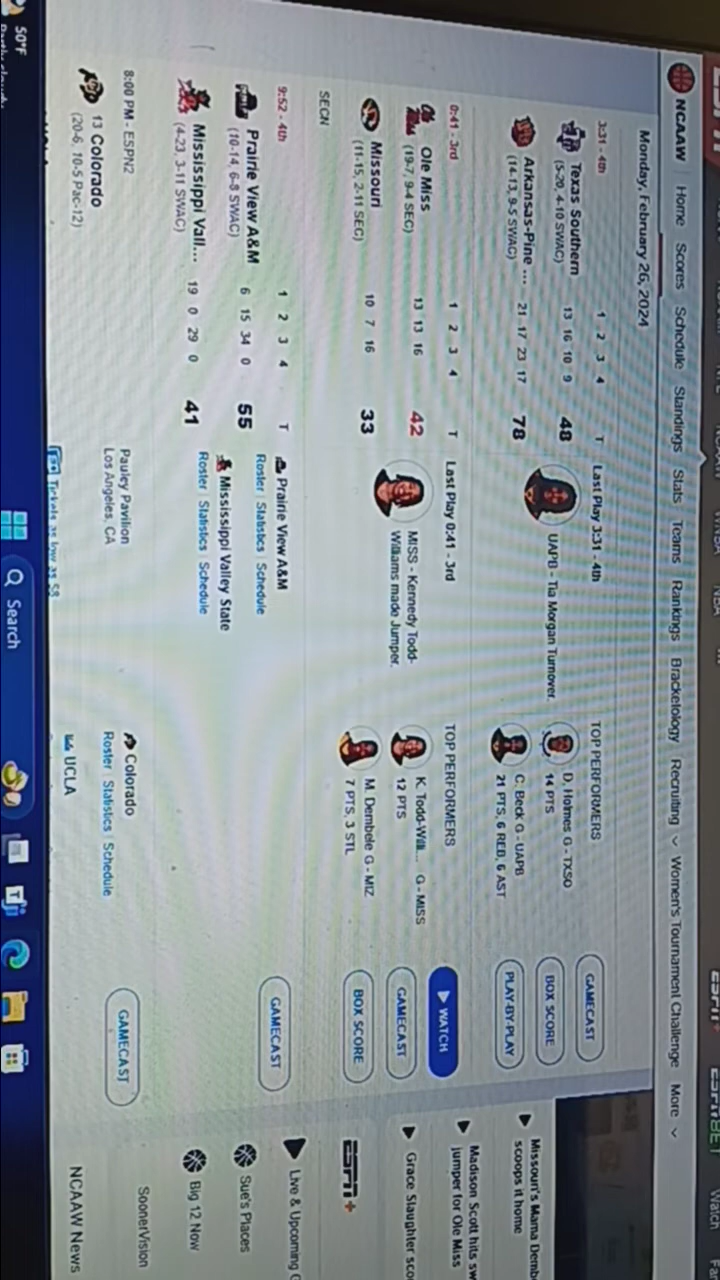 NCAAW Home Scores Schedule Standings Stats Teams Rankings Bracketology Recruiting Women's Tournament Challenge More
Monday, February 26, 2024
3:31 - 4th 1 2 3 4 T Last Play 3:31 - 4th TOP PERFORMERS GAMECAST
Texas Southern 13 16 10 9 48 UAPB - Tia Morgan Turnover. D. Holmes G - TXSO BOX SCORE
(5-20, 4-10 SWAC) 14 PTS
Arkansas-Pine ... 21 17 23 17 78 C. Beck G - UAPB PLAY-BY-PLAY
(14-13, 9-5 SWAC) 21 PTS, 6 REB, 6 AST
0:41 - 3rd 1 2 3 4 T Last Play 0:41 - 3rd TOP PERFORMERS WATCH
Ole Miss 13 13 16 42 MISS - Kennedy Todd- K. Todd-Willi... G - MISS GAMECAST
(19-7, 9-4 SEC) Williams made Jumper. 12 PTS
Missouri 10 7 16 33 M. Dembele G - MIZ BOX SCORE
(11-15, 2-11 SEC) 7 PTS, 3 STL
SECN
9:52 - 4th 1 2 3 4 T Prairie View A&M GAMECAST
Prairie View A&M 6 15 34 0 55 Roster Statistics Schedule
(10-14, 6-8 SWAC) Mississippi Valley State
Mississippi Vall... 19 0 29 0 41 Roster Statistics Schedule
(4-23, 3-11 SWAC)
8:00 PM - ESPN2 Pauley Pavilion Colorado GAMECAST
13 Colorado Los Angeles, CA Roster Statistics Schedule
(20-6, 10-5 Pac-12)
UCLA
Tickets as low as $8
Missouri's Mama Demb
scoops it home
Madison Scott hits sw
jumper for Ole Miss
Grace Slaughter sco
ESPN+
Live & Upcoming
Sue's Places
Big 12 Now
SoonerVision
NCAAW News
50°F
Search